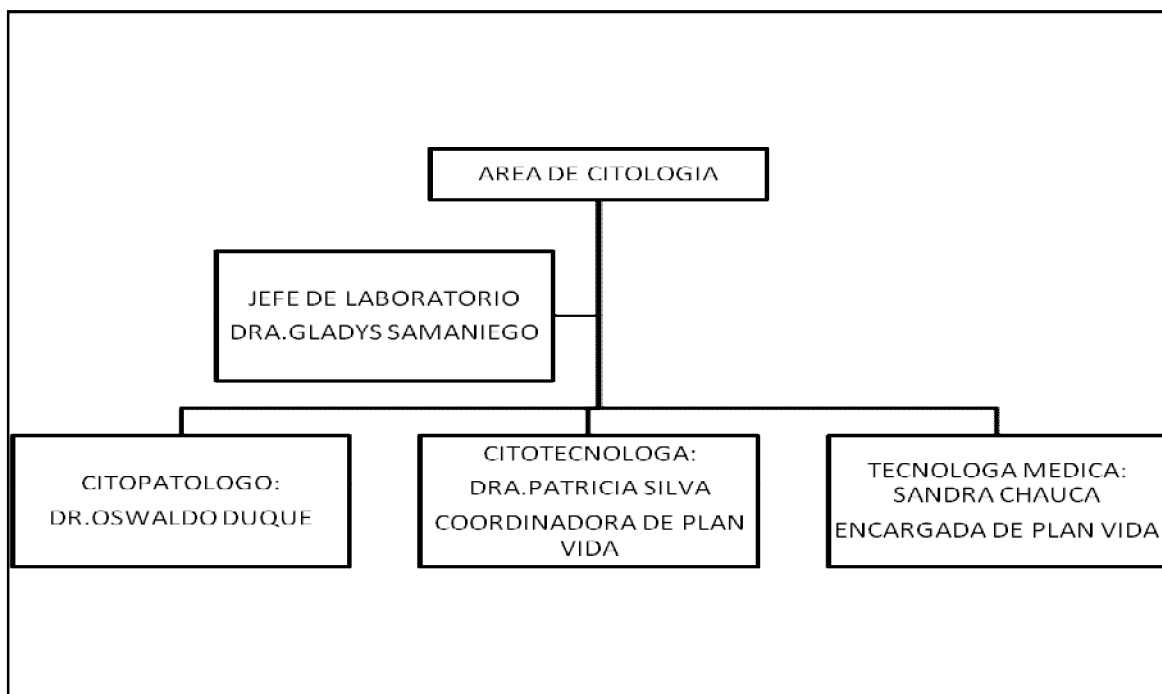 AREA DE CITOLOGIA
JEFE DE LABORATORIO
DRA.GLADYS SAMANIEGO
CITOPATOLOGO:
DR.OSWALDO DUQUE
CITOTECNOLOGA:
DRA.PATRICIA SILVA
COORDINADORA DE PLAN
VIDA
TECNOLOGA MEDICA:
SANDRA CHAUCA
ENCARGADA DE PLAN VIDA